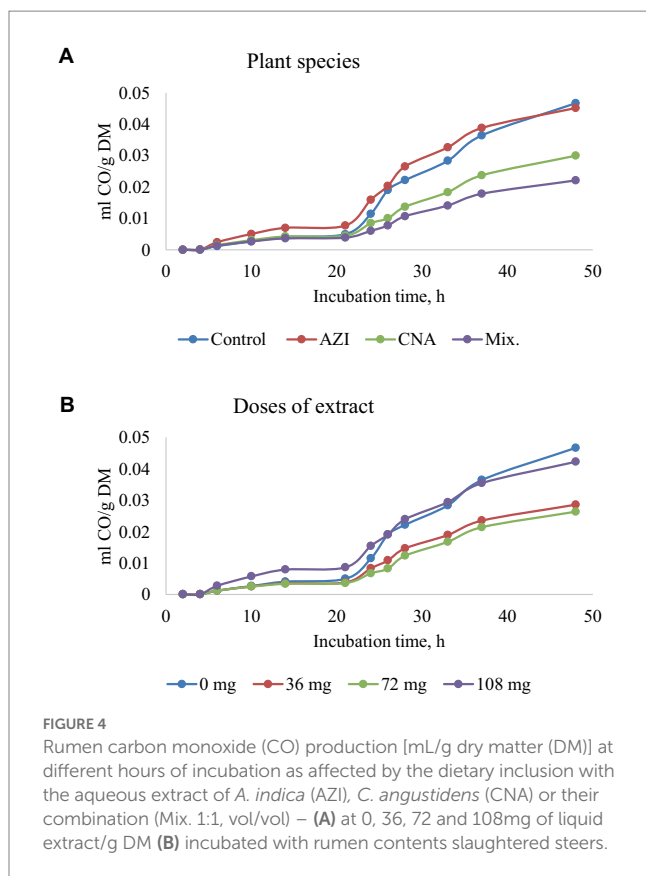 A
Plant species
ml CO/g DM
0.05
0.04
0.03
0.02
0.01
0
0 10 20 30 40 50
Incubation time, h
Control AZI CNA Mix.
B
Doses of extract
ml CO/g DM
0.05
0.04
0.03
0.02
0.01
0
0 10 20 30 40 50
Incubation time, h
0 mg 36 mg 72 mg 108 mg
FIGURE 4
Rumen carbon monoxide (CO) production [mL/g dry matter (DM)] at
different hours of incubation as affected by the dietary inclusion with
the aqueous extract of A. indica (AZI), C. angustidens (CNA) or their
combination (Mix. 1:1, vol/vol) – (A) at 0, 36, 72 and 108mg of liquid
extract/g DM (B) incubated with rumen contents slaughtered steers.